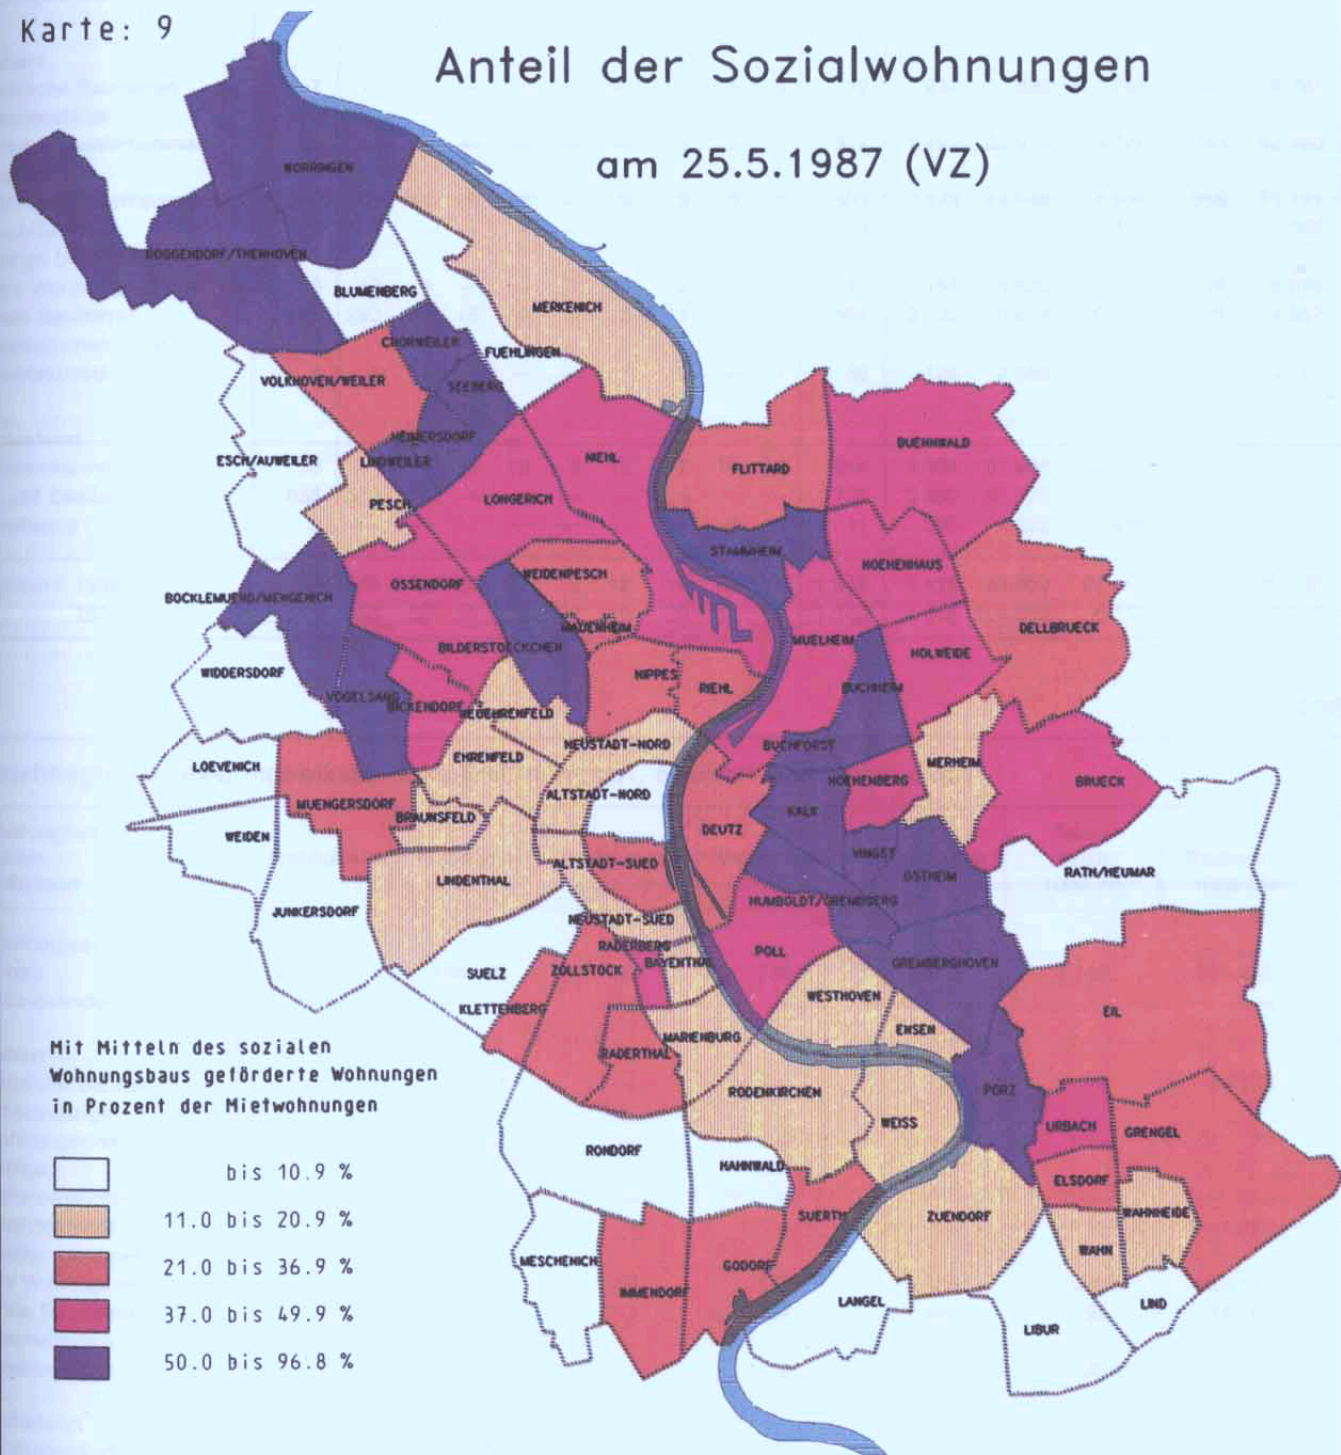 Karte: 9
Anteil der Sozialwohnungen
am 25.5.1987 (VZ)
WORRINGEN
ROGGENDORF/THENHOVEN
BLUMENBERG
MERKENICH
CHORWEILER
FUEHLINGEN
VOLKHOVEN/WEILER
SEEBERG
HEIMERSDORF
BUEHNWALD
ESCH/AUWEILER
LINDWEILER
NIEHL
FLITTARD
PESCH
LONGERICH
STAMMHEIM
HOEHENHAUS
WEIDENPESCH
OSSENDORF
BOCKLEMUEND/MENGENICH
MAUENHEIM
DELLBRUECK
BILDERSTOECKCHEN
MUELHEIM
HOLWEIDE
WIDDERSDORF
NIPPES
RIEHL
BUCHHEIM
VOGELSANG
BICKENDORF
NEUEHRENFELD
NEUSTADT-NORD
BUCHFORST
EHRENFELD
LOEVENICH
MERHEIM
HOEHENBERG
BRUECK
ALTSTADT-NORD
MUENGERSDORF
BRAUNSFELD
KALK
DEUTZ
WEIDEN
VINGST
ALTSTADT-SUED
OSTHEIM
RATH/HEUMAR
LINDENTHAL
HUMBOLDT/GREMBERG
JUNKERSDORF
NEUSTADT-SUED
RADERBERG
POLL
BAYENTHAL
GREMBERGHOVEN
SUELZ
ZOLLSTOCK
WESTHOVEN
KLETTENBERG
EIL
ENSEN
MARIENBURG
RADERTHAL
RODENKIRCHEN
PORZ
WEISS
URBACH
GRENGEL
RONDORF
HAHNWALD
ELSDORF
SUERTH
ZUENDORF
WAHNHEIDE
WAHN
MESCHENICH
GODORF
IMMENDORF
LANGEL
LIND
LIBUR
Mit Mitteln des sozialen
Wohnungsbaus geförderte Wohnungen
in Prozent der Mietwohnungen
bis 10.9 %
11.0 bis 20.9 %
21.0 bis 36.9 %
37.0 bis 49.9 %
50.0 bis 96.8 %